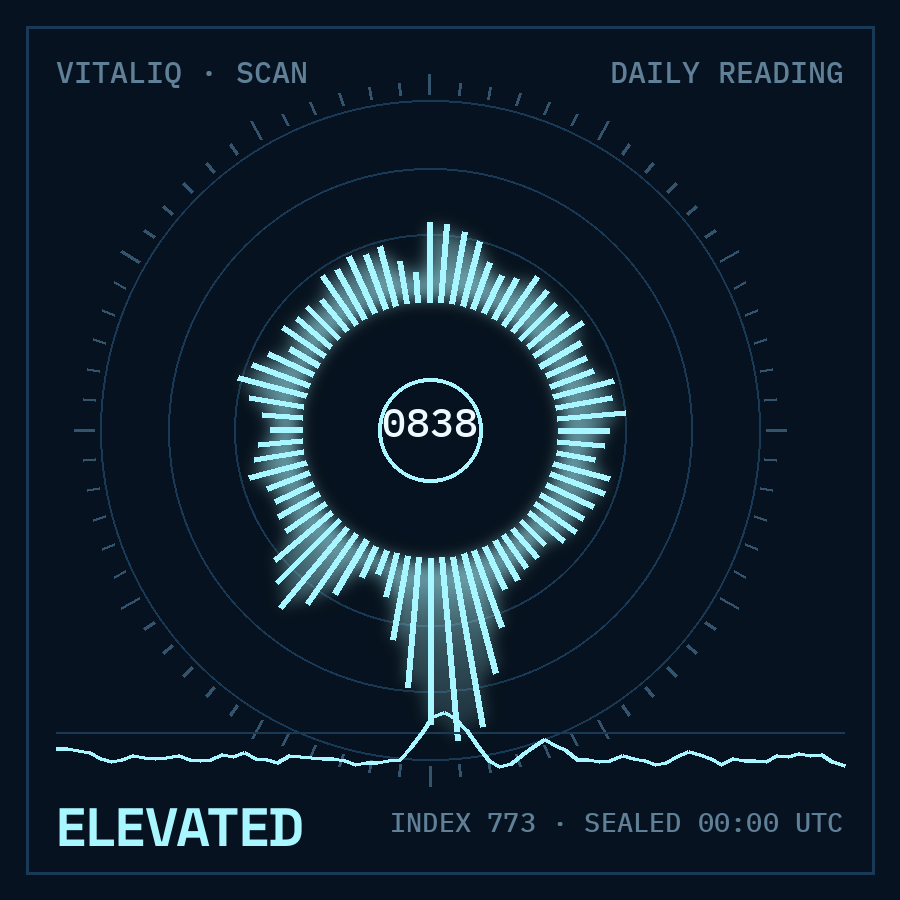 VITALIQ · SCAN
DAILY READING
0838
ELEVATED
INDEX 773 · SEALED 00:00 UTC